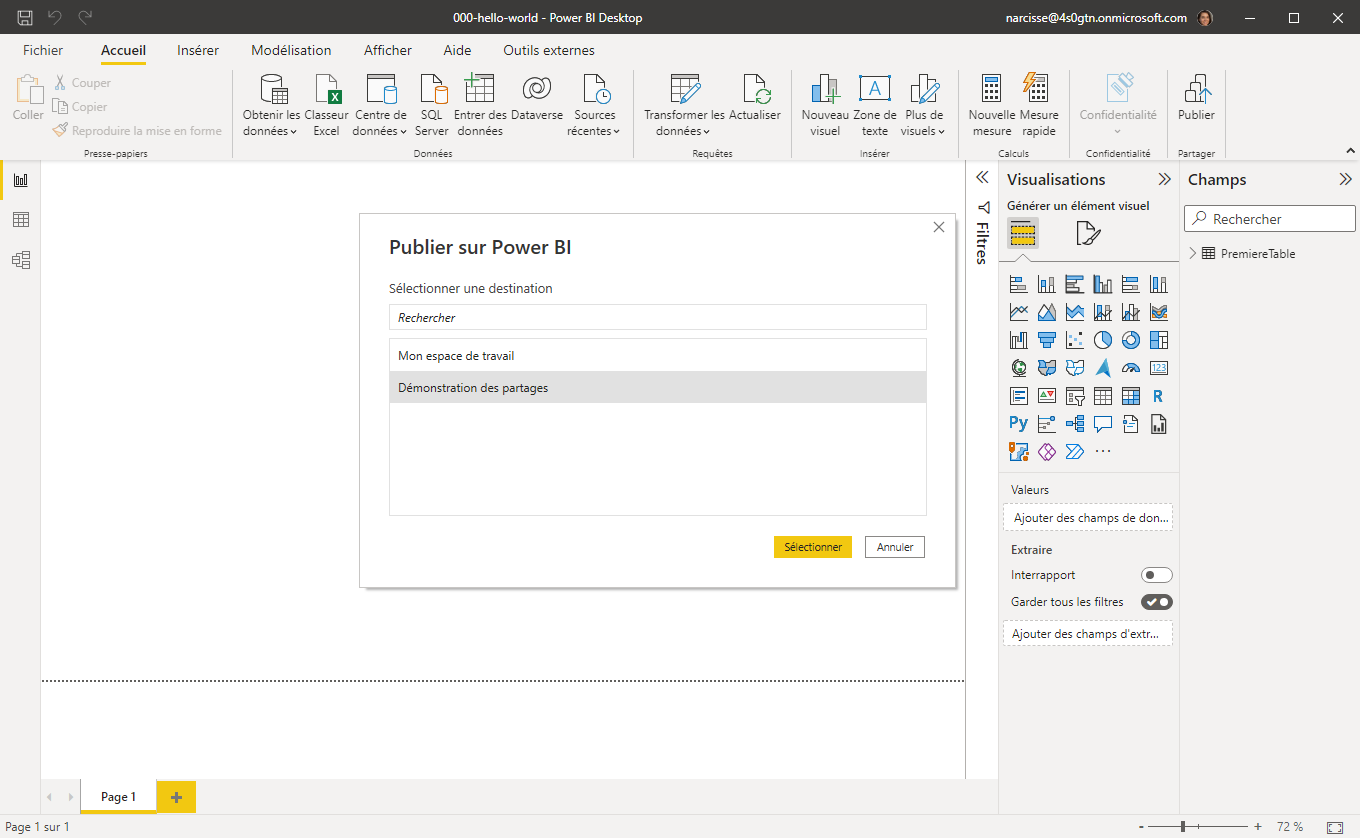 000-hello-world - Power BI Desktop
narcisse@4s0gtn.onmicrosoft.com
Fichier
Accueil
Insérer
Modélisation
Afficher
Aide
Outils externes
Coller
Couper
Copier
Reproduire la mise en forme
Presse-papiers
Obtenir les
données
Classeur
Excel
Centre de
données
SQL
Server
Entrer des
données
Dataverse
Sources
récentes
Données
Transformer les
données
Actualiser
Requêtes
Nouveau
visuel
Zone de
texte
Plus de
visuels
Insérer
Nouvelle
mesure
Mesure
rapide
Calculs
Confidentialité
Confidentialité
Publier
Partager
Publier sur Power BI
Sélectionner une destination
Rechercher
Mon espace de travail
Démonstration des partages
Sélectionner
Annuler
Filtres
Visualisations
Générer un élément visuel
123
R
Py
Valeurs
Ajouter des champs de don...
Extraire
Interrapport
Garder tous les filtres
Ajouter des champs d'extr...
Champs
Rechercher
PremiereTable
Page 1
Page 1 sur 1
72 %